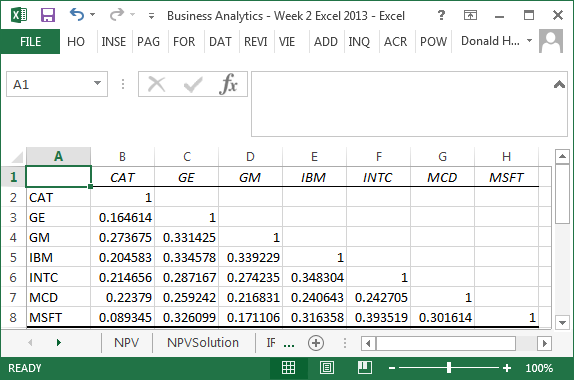 Business Analytics - Week 2 Excel 2013 - Excel
FILE HO INSE PAG FOR DAT REVI VIE ADD INQ ACR POW Donald H...
A1 fx
A B C D E F G H
1 CAT GE GM IBM INTC MCD MSFT
2 CAT 1
3 GE 0.164614 1
4 GM 0.273675 0.331425 1
5 IBM 0.204583 0.334578 0.339229 1
6 INTC 0.214656 0.287167 0.274235 0.348304 1
7 MCD 0.22379 0.259242 0.216831 0.240643 0.242705 1
8 MSFT 0.089345 0.326099 0.171106 0.316358 0.393519 0.301614 1
NPV NPVSolution IF ...
READY 100%